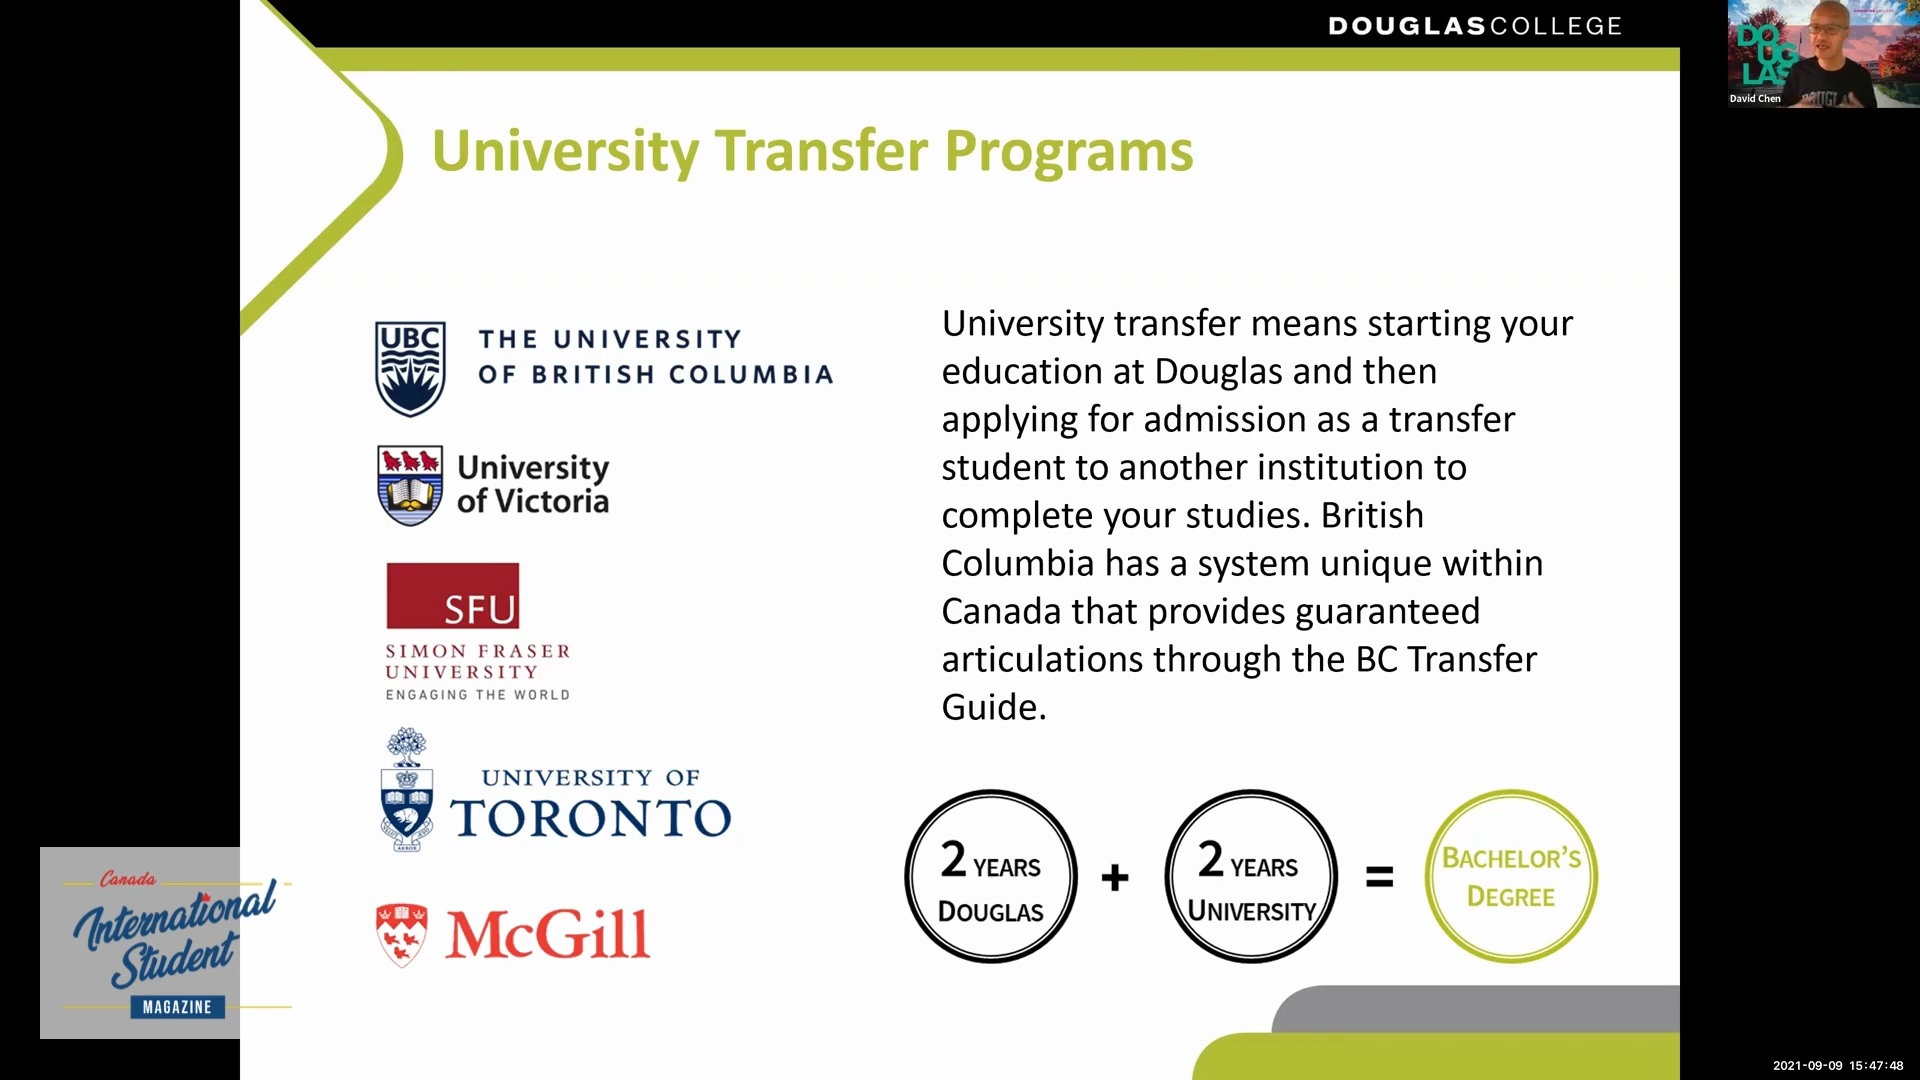 DOUGLASCOLLEGE
DO
UG
LAS
David Chen
University Transfer Programs
UBC
THE UNIVERSITY
OF BRITISH COLUMBIA
University
of Victoria
SFU
SIMON FRASER
UNIVERSITY
ENGAGING THE WORLD
UNIVERSITY OF
TORONTO
McGill
University transfer means starting your
education at Douglas and then
applying for admission as a transfer
student to another institution to
complete your studies. British
Columbia has a system unique within
Canada that provides guaranteed
articulations through the BC Transfer
Guide.
2 YEARS
DOUGLAS
+
2 YEARS
UNIVERSITY
=
BACHELOR'S
DEGREE
Canada
International
Student
MAGAZINE
2021-09-09 15:47:48